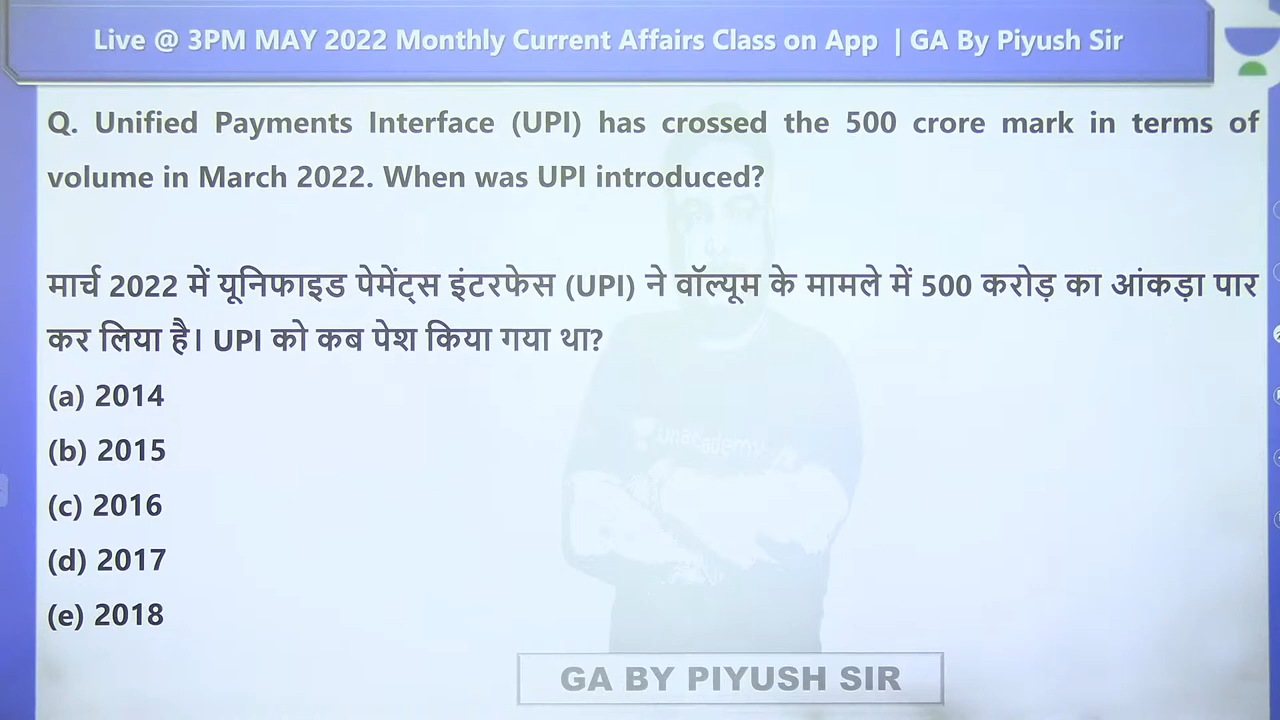 Live @ 3PM MAY 2022 Monthly Current Affairs Class on App | GA By Piyush Sir
Q. Unified Payments Interface (UPI) has crossed the 500 crore mark in terms of
volume in March 2022. When was UPI introduced?
मार्च 2022 में यूनिफाइड पेमेंट्स इंटरफेस (UPI) ने वॉल्यूम के मामले में 500 करोड़ का आंकड़ा पार
कर लिया है। UPI को कब पेश किया गया था?
(a) 2014
(b) 2015
unacademy
(c) 2016
(d) 2017
(e) 2018
GA BY PIYUSH SIR